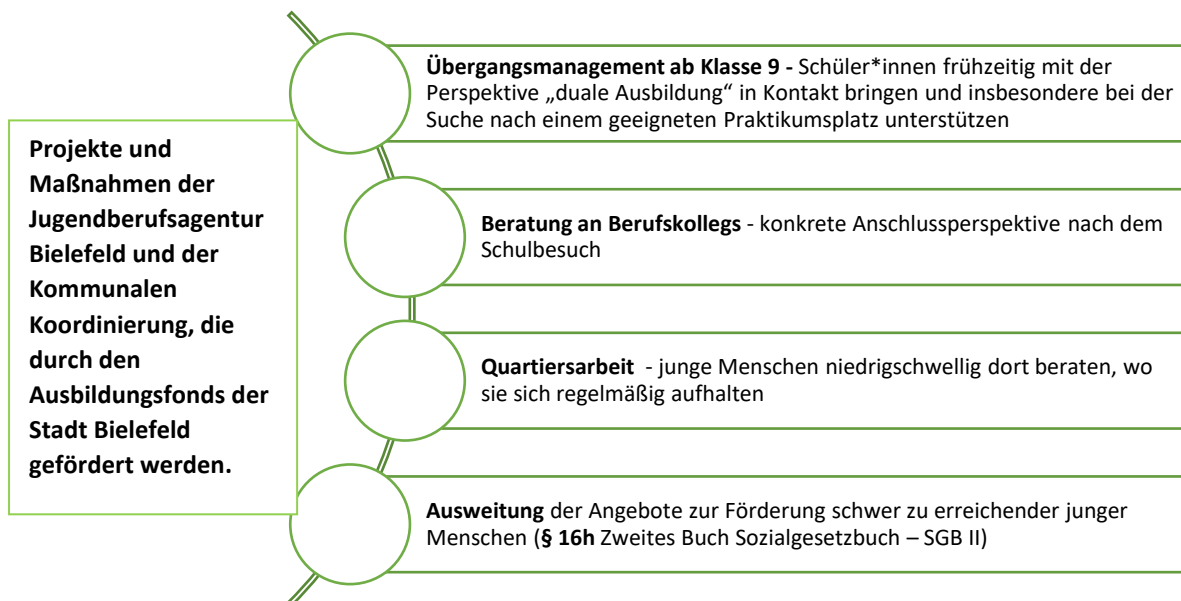 Projekte und
Maßnahmen der
Jugendberufsagentur
Bielefeld und der
Kommunalen
Koordinierung, die
durch den
Ausbildungsfonds der
Stadt Bielefeld
gefördert werden.
Übergangsmanagement ab Klasse 9 - Schüler*innen frühzeitig mit der
Perspektive „duale Ausbildung“ in Kontakt bringen und insbesondere bei der
Suche nach einem geeigneten Praktikumsplatz unterstützen
Beratung an Berufskollegs - konkrete Anschlussperspektive nach dem
Schulbesuch
Quartiersarbeit - junge Menschen niedrigschwellig dort beraten, wo
sie sich regelmäßig aufhalten
Ausweitung der Angebote zur Förderung schwer zu erreichender junger
Menschen (§ 16h Zweites Buch Sozialgesetzbuch – SGB II)